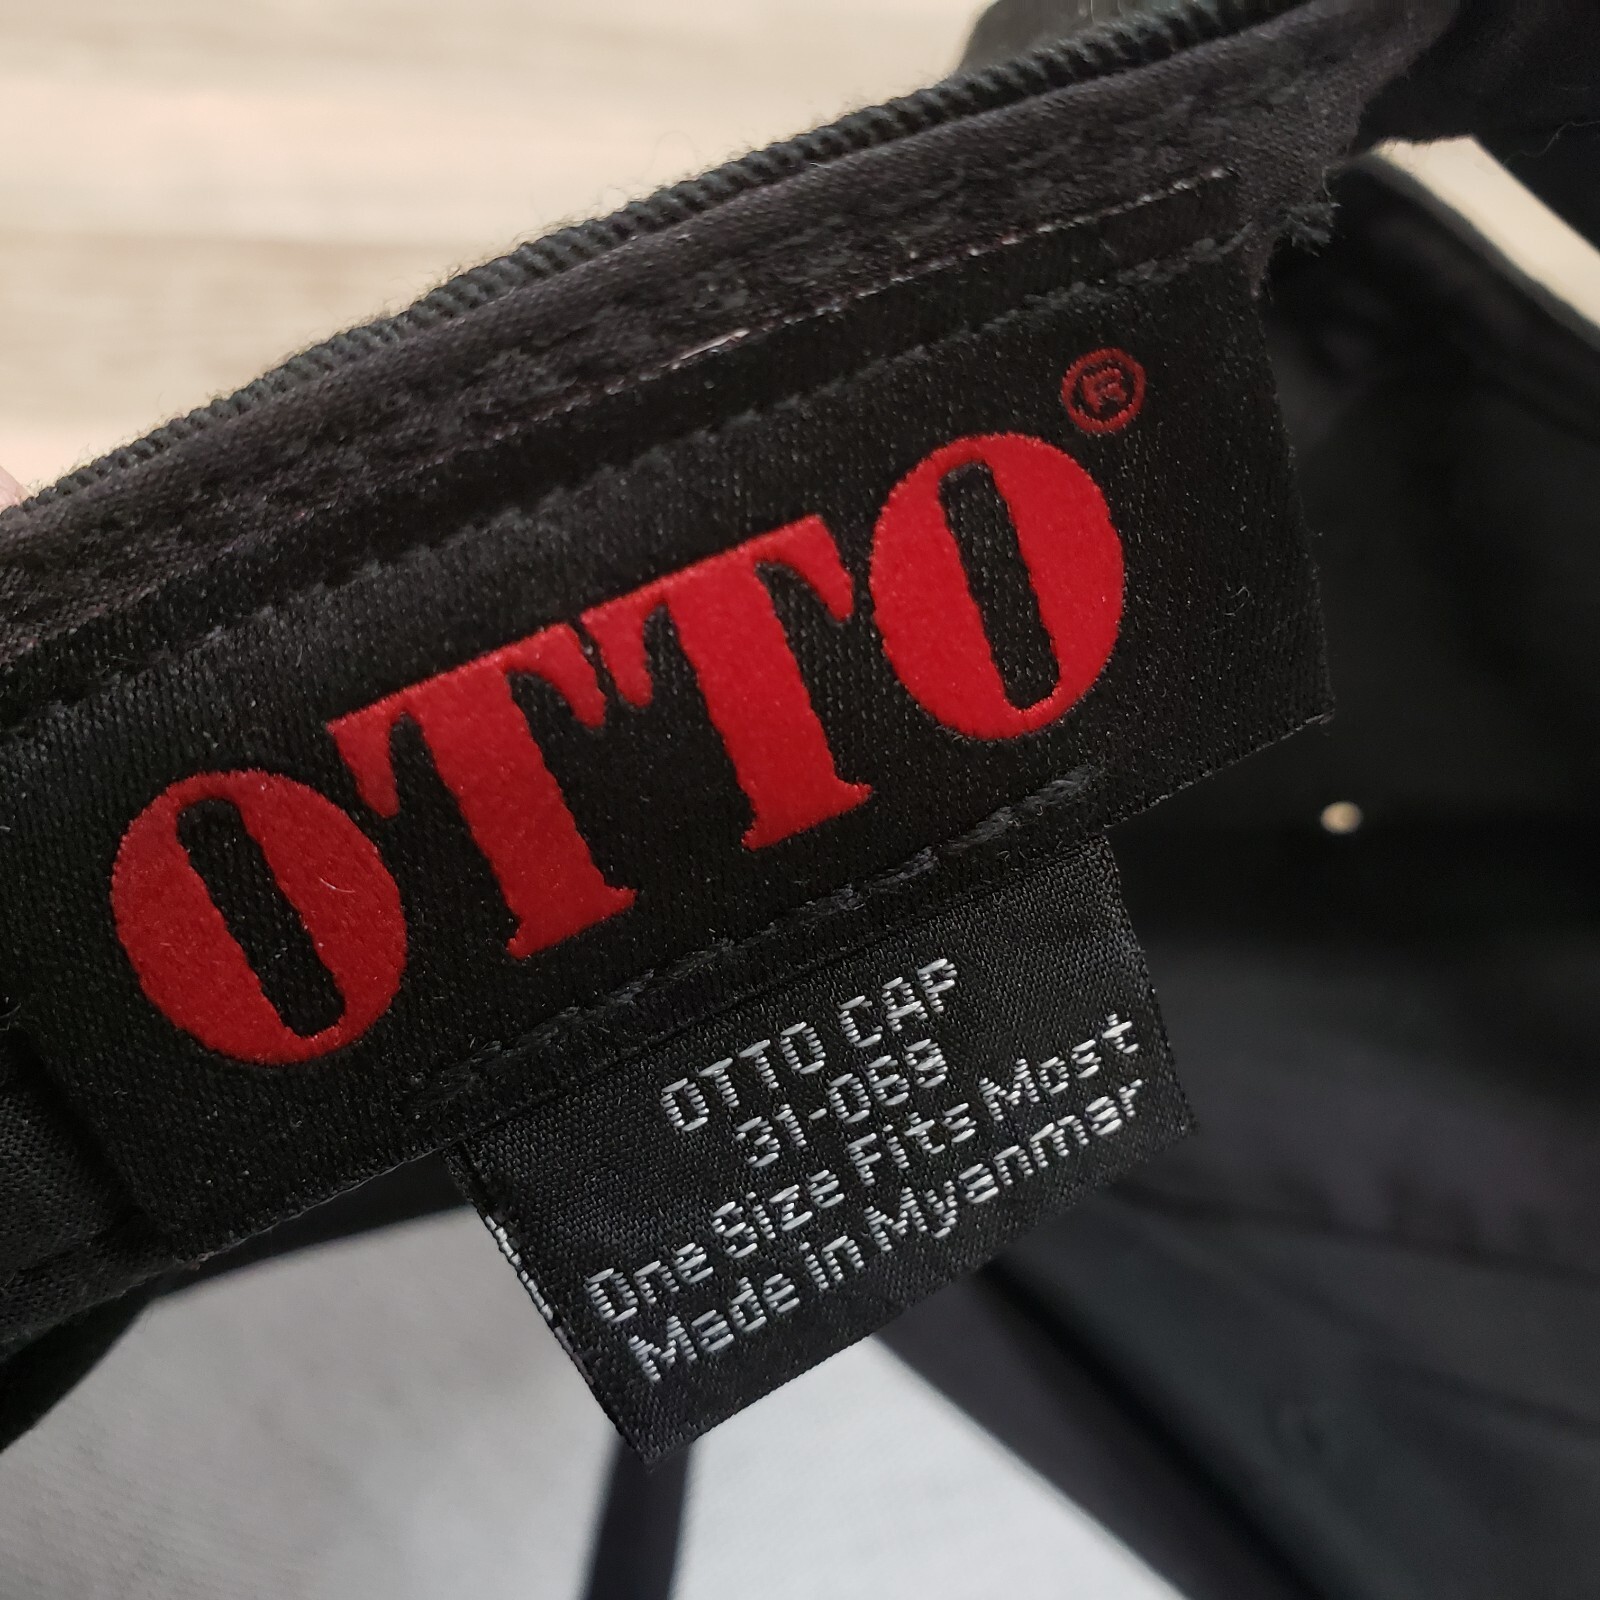 OTTO®
OTTO CAP
31-069
One Size Fits Most
Made in Myanmar